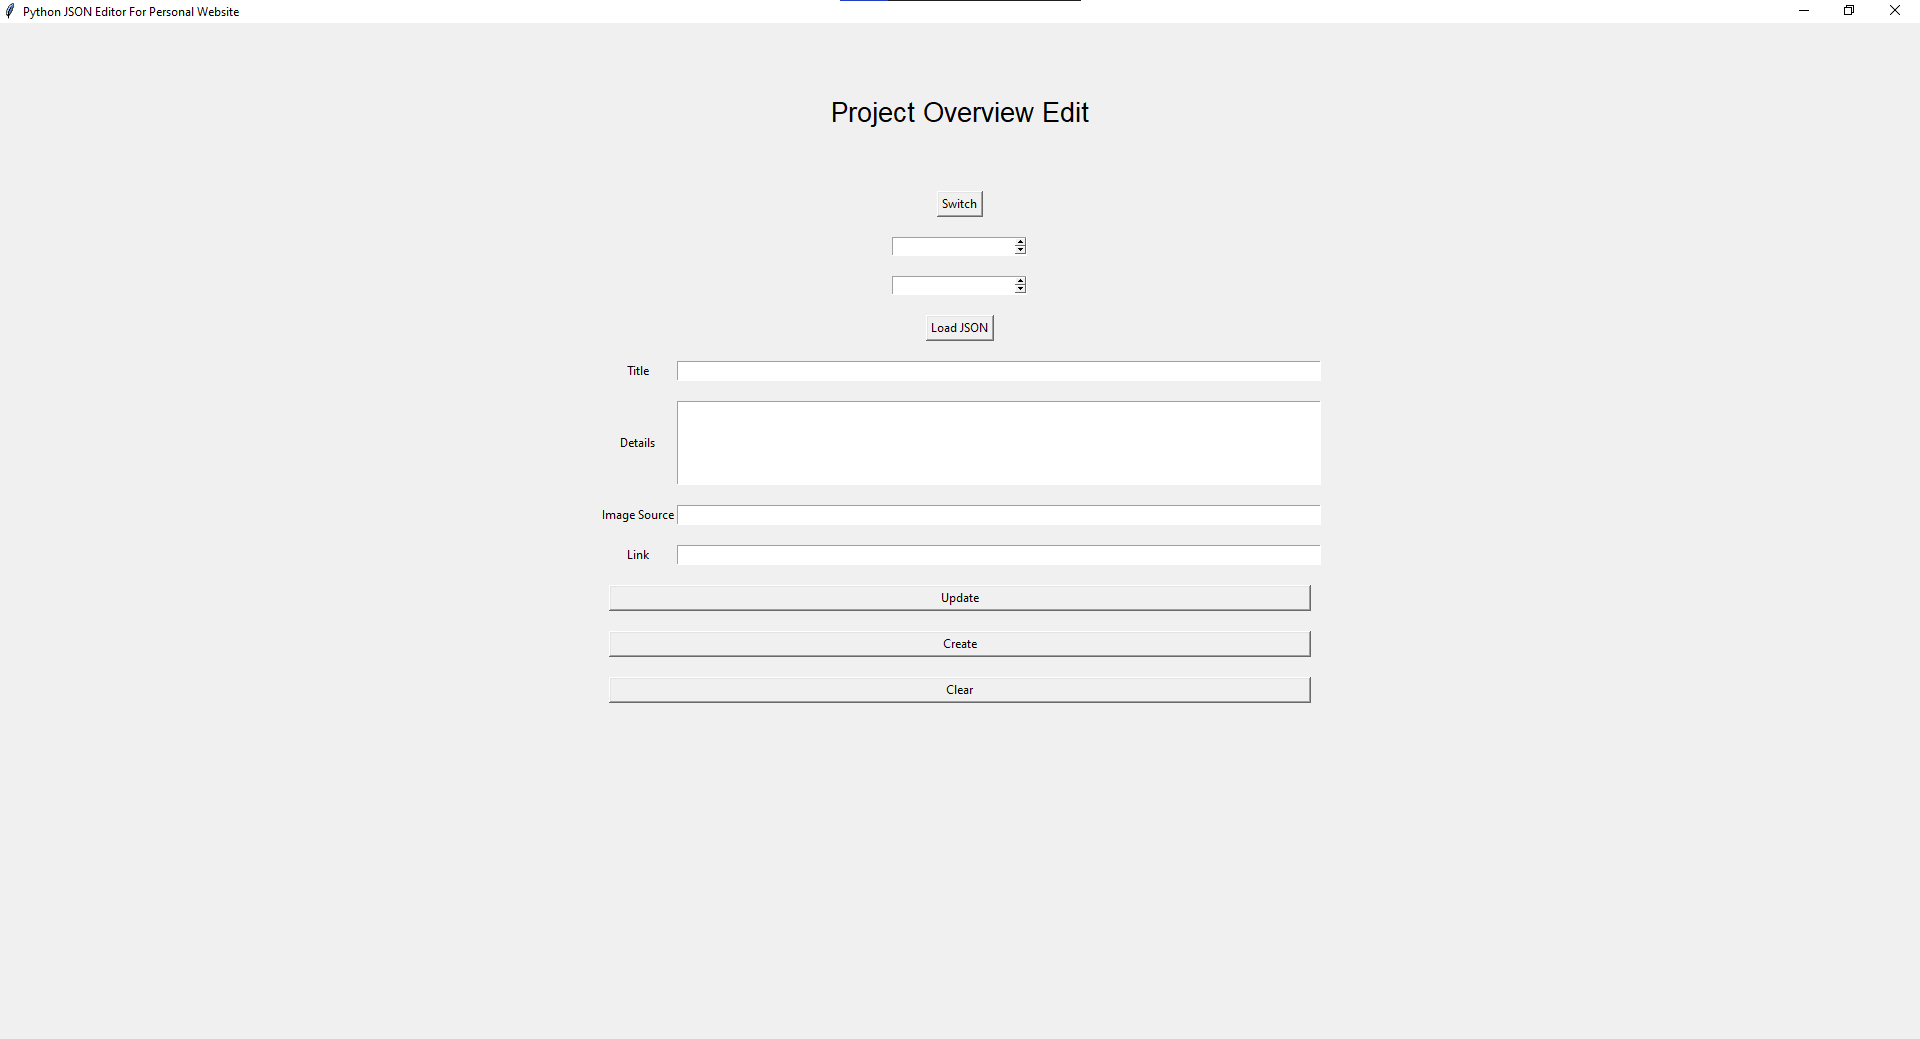 Python JSON Editor For Personal Website
Project Overview Edit
Switch
Load JSON
Title
Details
Image Source
Link
Update
Create
Clear